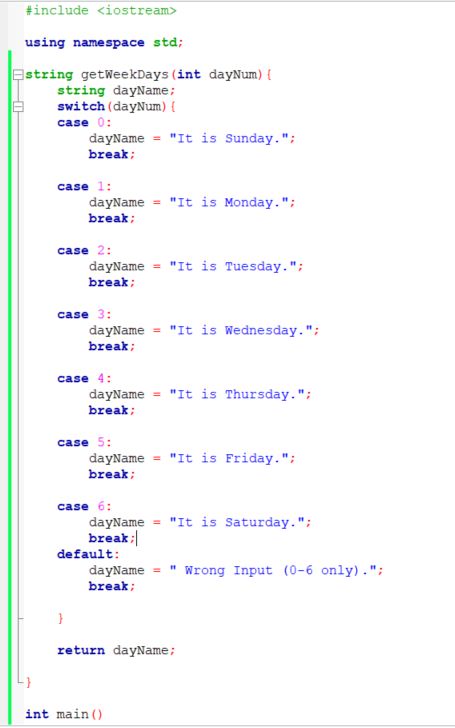 #include <iostream>
using namespace std;
string getWeekDays(int dayNum){
string dayName;
switch(dayNum){
case 0:
dayName = "It is Sunday.";
break;
case 1:
dayName = "It is Monday.";
break;
case 2:
dayName = "It is Tuesday.";
break;
case 3:
dayName = "It is Wednesday.";
break;
case 4:
dayName = "It is Thursday.";
break;
case 5:
dayName = "It is Friday.";
break;
case 6:
dayName = "It is Saturday.";
break;
default:
dayName = " Wrong Input (0-6 only).";
break;
}
return dayName;
}
int main()